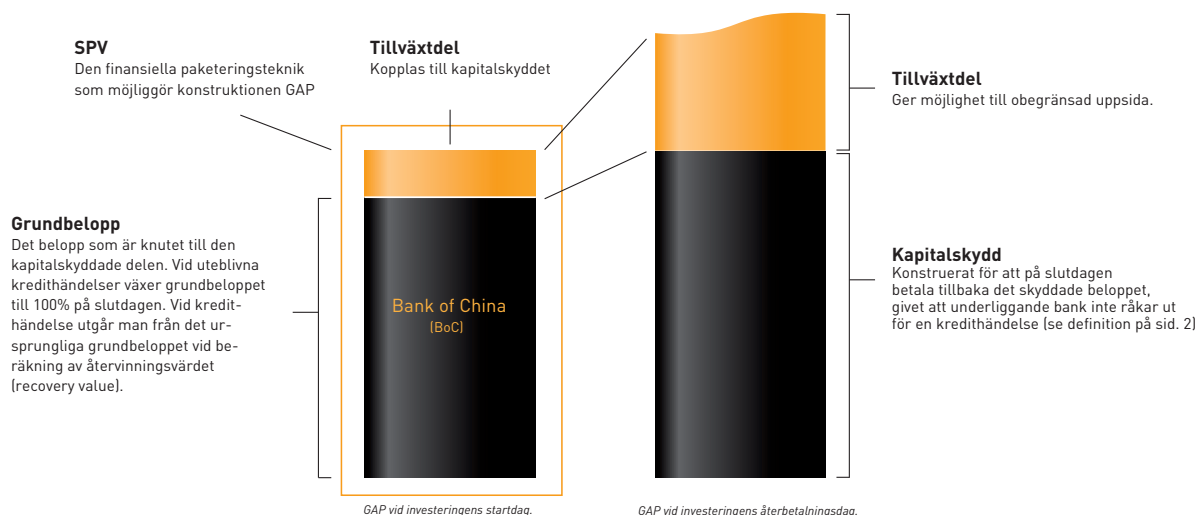 SPV
Den finansiella paketeringsteknik
som möjliggör konstruktionen GAP
Tillväxtdel
Kopplas till kapitalskyddet
Tillväxtdel
Ger möjlighet till obegränsad uppsida.
Grundbelopp
Det belopp som är knutet till den
kapitalskyddade delen. Vid uteblivna
kredithändelser växer grundbeloppet
till 100% på slutdagen. Vid kredit-
händelse utgår man från det ur-
sprungliga grundbeloppet vid be-
räkning av återvinningsvärdet
(recovery value).
Bank of China
(BoC)
Kapitalskydd
Konstruerat för att på slutdagen
betala tillbaka det skyddade beloppet,
givet att underliggande bank inte råkar ut
för en kredithändelse (se definition på sid. 2)
GAP vid investeringens startdag.
GAP vid investeringens återbetalningsdag.